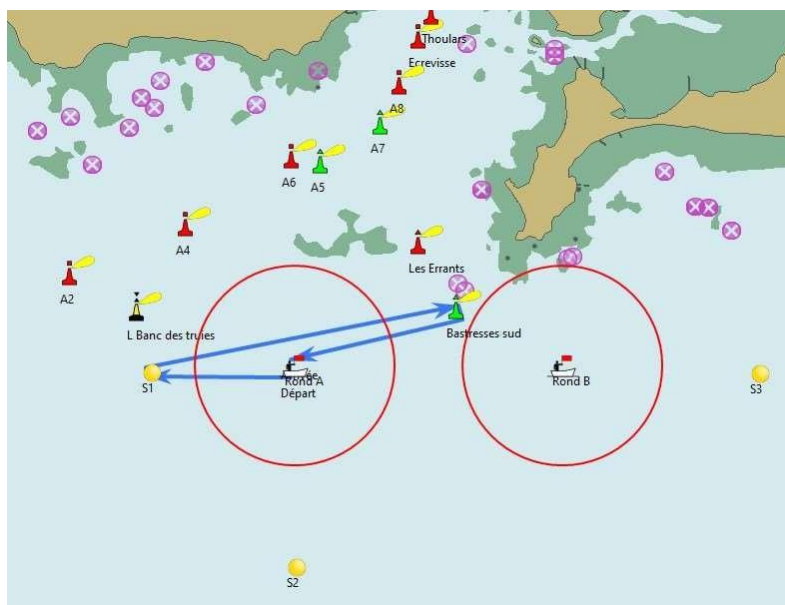 Thoulars
Ecrevisse
A8
A7
A6
A5
A4
Les Errants
A2
L Banc des truies
Bastresses sud
S1
Rond A
Départ
Rond B
S3
S2